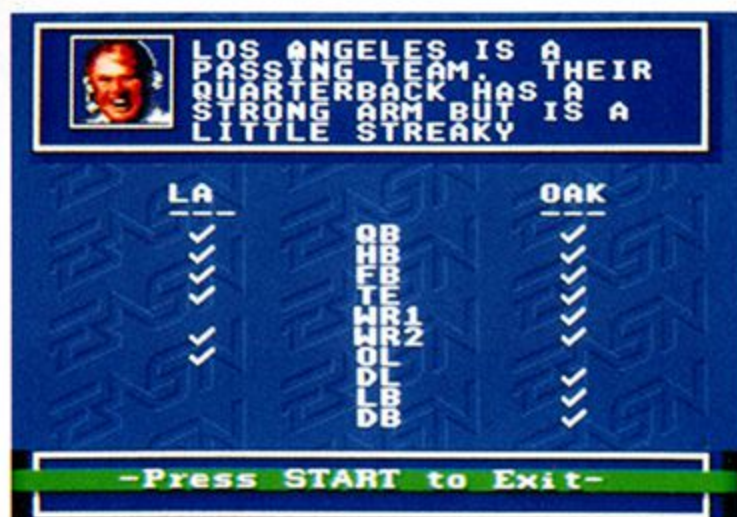 LOS ANGELES IS A
PASSING TEAM. THEIR
QUARTERBACK HAS A
STRONG ARM BUT IS A
LITTLE STREAKY
LA OAK
QB
HB
FB
TE
WR1
WR2
OL
DL
LB
DB
-Press START to Exit-